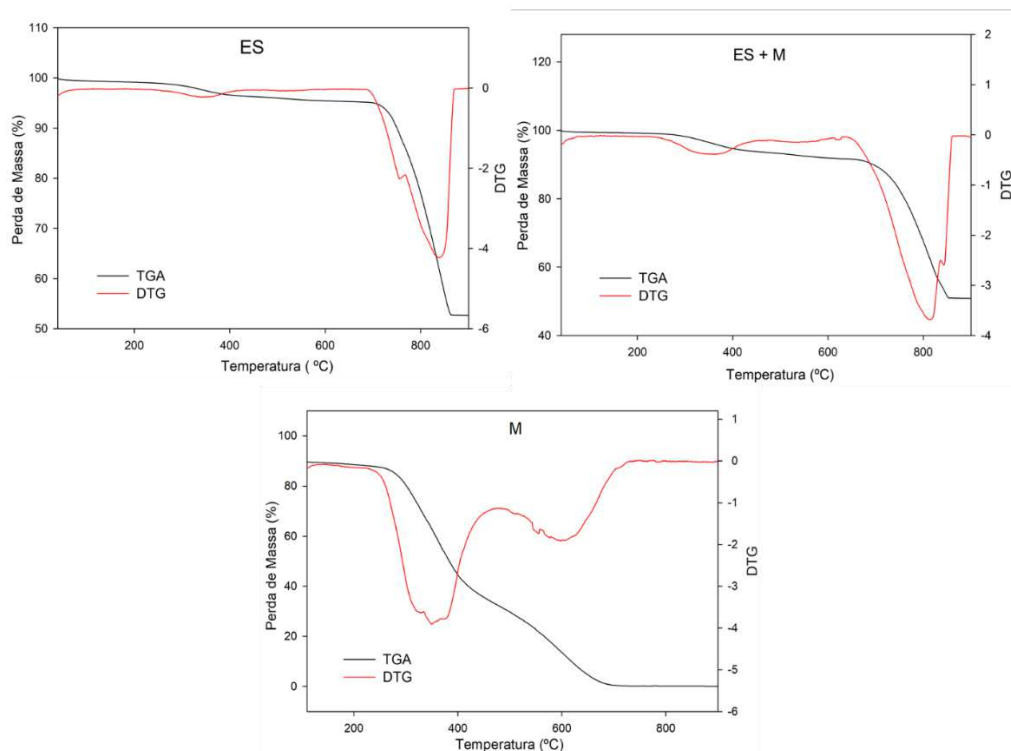 ES
Perda de Massa (%)
110
100
90
80
70
60
50
0
-2
-4
-6
DTG
TGA
DTG
200
400
600
800
Temperatura ( ºC)
ES + M
Perda de Massa (%)
120
100
80
60
40
2
1
0
-1
-2
-3
-4
DTG
TGA
DTG
200
400
600
800
Temperatura (ºC)
M
Perda de Massa (%)
100
80
60
40
20
0
1
0
-1
-2
-3
-4
-5
-6
DTG
TGA
DTG
200
400
600
800
Temperatura (ºC)